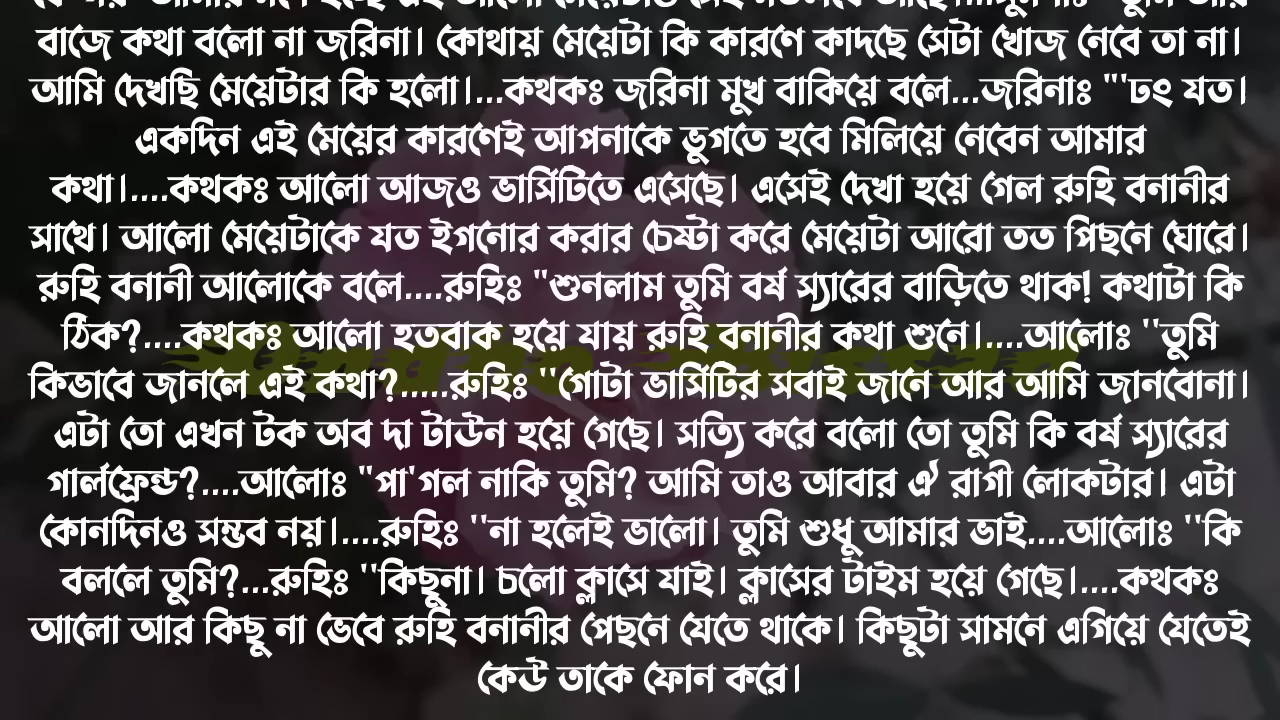 বাজে কথা বলো না জরিনা। কোথায় মেয়েটা কি কারণে কাদছে সেটা খোজ নেবে তা না।
আমি দেখছি মেয়েটার কি হলো।...কথকঃ জরিনা মুখ বাকিয়ে বলে...জরিনাঃ "'ঢং যত।
একদিন এই মেয়ের কারণেই আপনাকে ভুগতে হবে মিলিয়ে নেবেন আমার
কথা।....কথকঃ আলো আজও ভার্সিটিতে এসেছে। এসেই দেখা হয়ে গেল রুহি বনানীর
সাথে। আলো মেয়েটাকে যত ইগনোর করার চেষ্টা করে মেয়েটা আরো তত পিছনে ঘোরে।
রুহি বনানী আলোকে বলে....রুহিঃ "শুনলাম তুমি বর্ষ স্যারের বাড়িতে থাক! কথাটা কি
ঠিক?....কথকঃ আলো হতবাক হয়ে যায় রুহি বনানীর কথা শুনে।....আলোঃ ''তুমি
কিভাবে জানলে এই কথা?.....রুহিঃ ''গোটা ভার্সিটির সবাই জানে আর আমি জানবোনা।
এটা তো এখন টক অব দা টাউন হয়ে গেছে। সত্যি করে বলো তো তুমি কি বর্ষ স্যারের
গার্লফ্রেন্ড?....আলোঃ "পা'গল নাকি তুমি? আমি তাও আবার ঐ রাগী লোকটার। এটা
কোনদিনও সম্ভব নয়।....রুহিঃ ''না হলেই ভালো। তুমি শুধু আমার ভাই....আলোঃ ''কি
বললে তুমি?...রুহিঃ ''কিছুনা। চলো ক্লাসে যাই। ক্লাসের টাইম হয়ে গেছে।....কথকঃ
আলো আর কিছু না ভেবে রুহি বনানীর পেছনে যেতে থাকে। কিছুটা সামনে এগিয়ে যেতেই
কেউ তাকে ফোন করে।